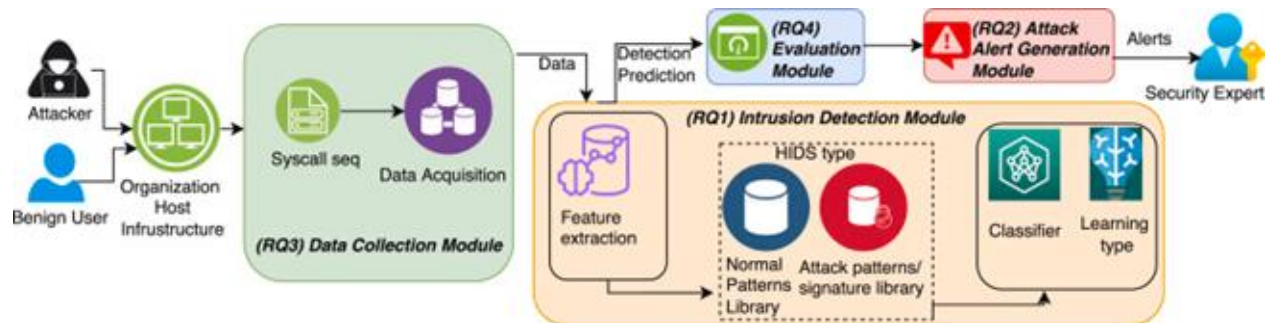 Attacker
Benign User
Organization
Host
Infrustructure
Syscall seq
Data Acquisition
(RQ3) Data Collection Module
Data
Detection
Prediction
(RQ4)
Evaluation
Module
(RQ2) Attack
Alert Generation
Module
Alerts
Security Expert
(RQ1) Intrusion Detection Module
Feature
extraction
HIDS type
Normal
Patterns
Library
Attack patterns/
signature library
Classifier
Learning
type